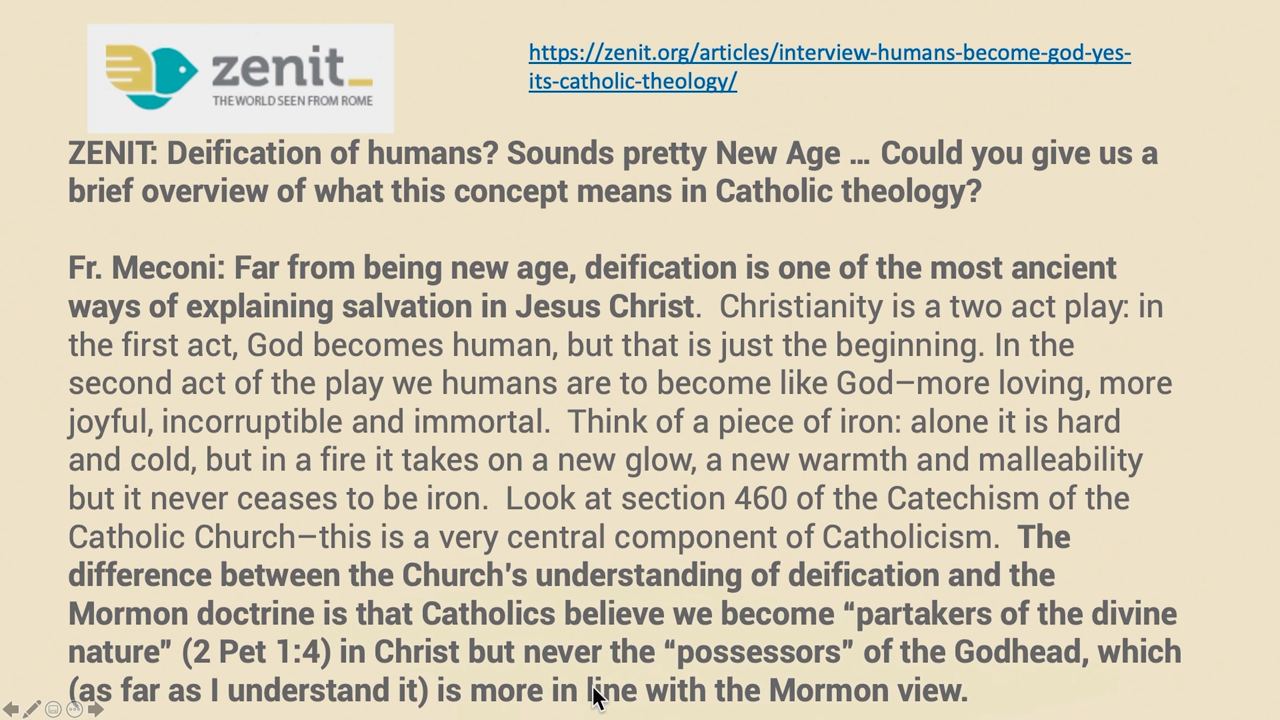 zenit_
THE WORLD SEEN FROM ROME
https://zenit.org/articles/interview-humans-become-god-yes-
its-catholic-theology/
ZENIT: Deification of humans? Sounds pretty New Age … Could you give us a
brief overview of what this concept means in Catholic theology?
Fr. Meconi: Far from being new age, deification is one of the most ancient
ways of explaining salvation in Jesus Christ.  Christianity is a two act play: in
the first act, God becomes human, but that is just the beginning. In the
second act of the play we humans are to become like God–more loving, more
joyful, incorruptible and immortal.  Think of a piece of iron: alone it is hard
and cold, but in a fire it takes on a new glow, a new warmth and malleability
but it never ceases to be iron.  Look at section 460 of the Catechism of the
Catholic Church–this is a very central component of Catholicism.  The
difference between the Church’s understanding of deification and the
Mormon doctrine is that Catholics believe we become “partakers of the divine
nature” (2 Pet 1:4) in Christ but never the “possessors” of the Godhead, which
(as far as I understand it) is more in line with the Mormon view.